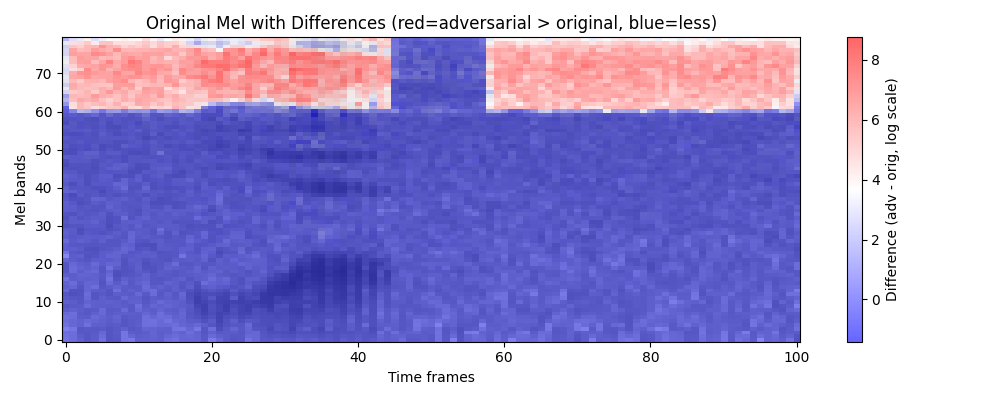 Original Mel with Differences (red=adversarial > original, blue=less)
Mel bands
70
60
50
40
30
20
10
0
0 20 40 60 80 100
Time frames
8
6
4
2
0
Difference (adv - orig, log scale)